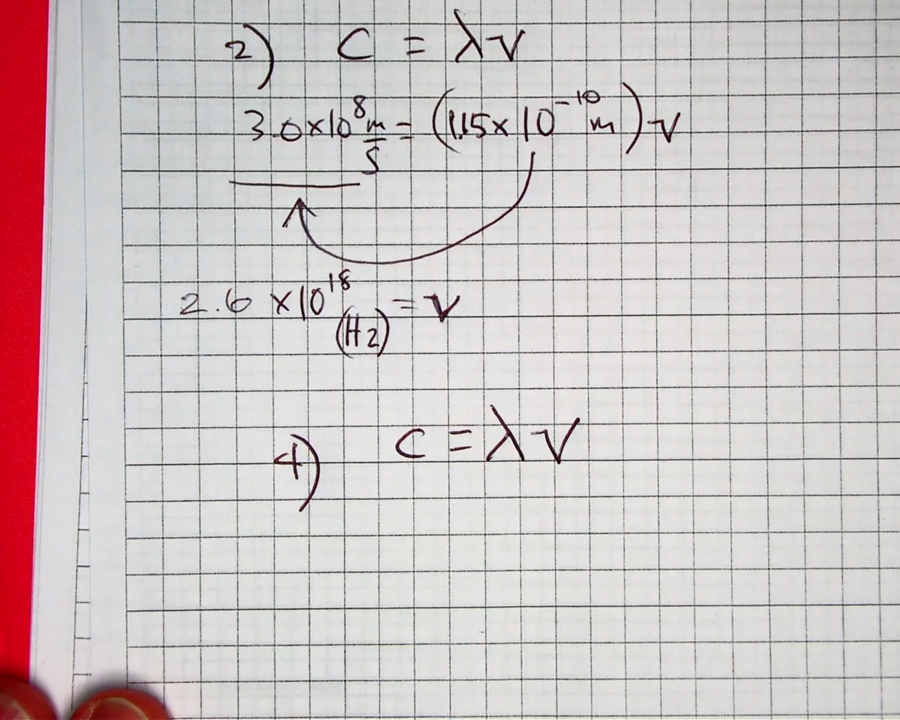 2) C = λν
3.0×10⁸ m/s = (1.15×10⁻¹⁰ m) ν
2.6 ×10¹⁸ (Hz) = ν
4) C = λν